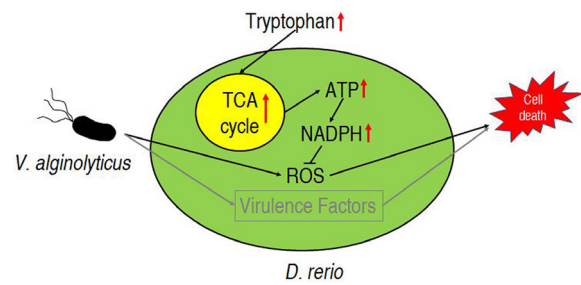 Tryptophan
TCA
cycle
ATP
NADPH
ROS
Virulence Factors
V. alginolyticus
Cell
death
D. rerio